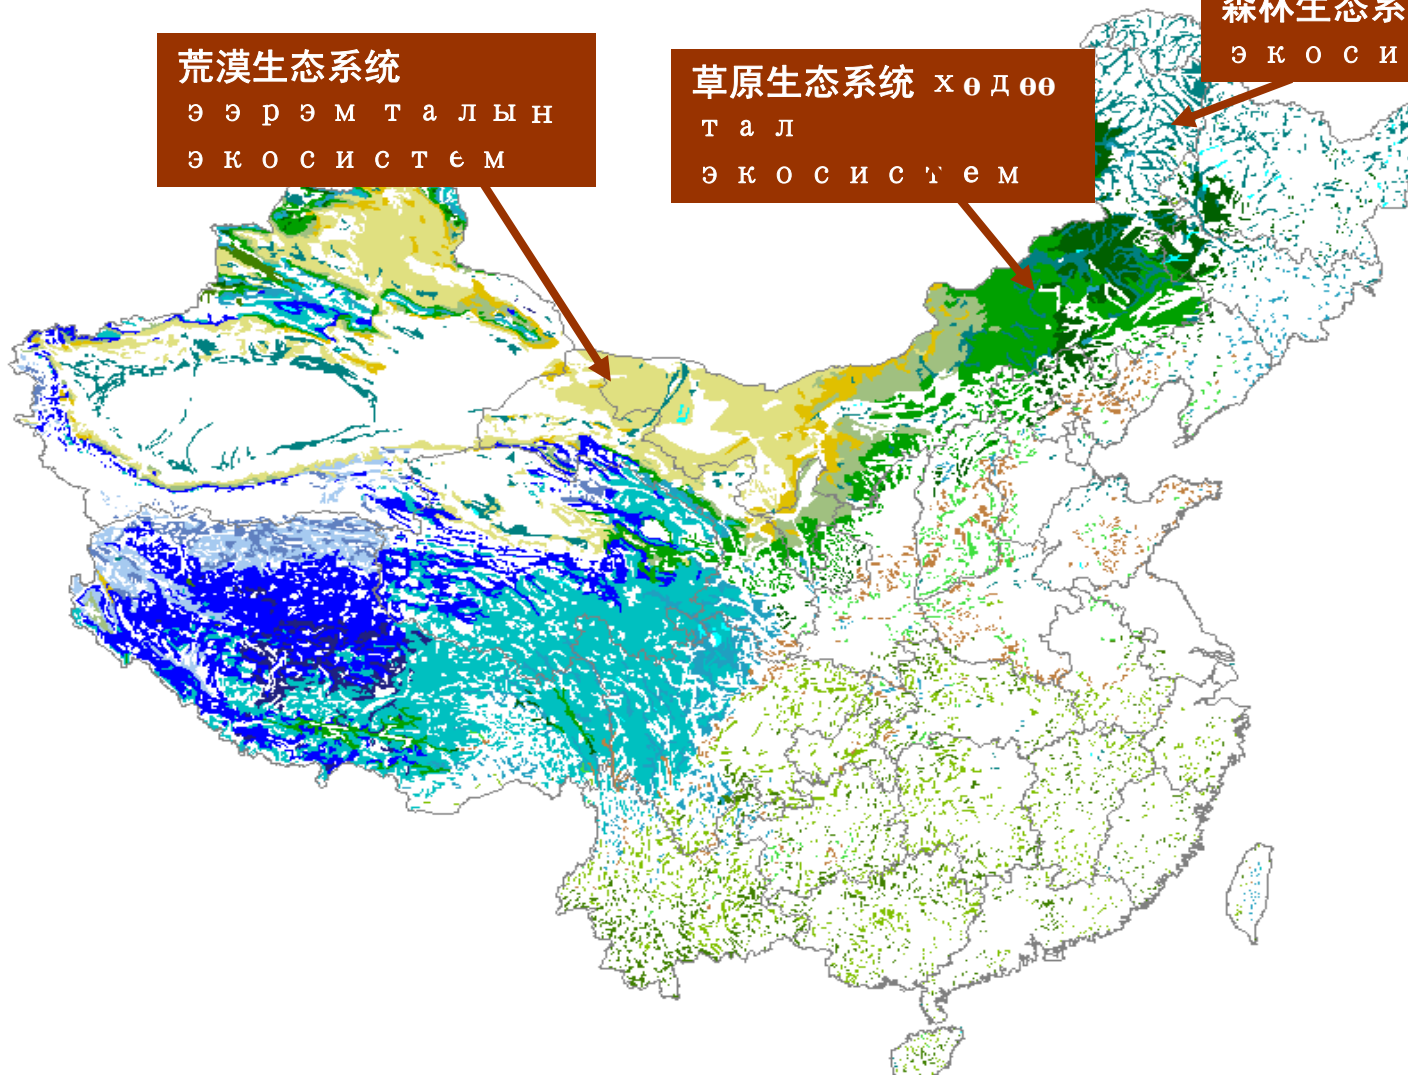 荒漠生态系统
ээрэм талын
экосистем
草原生态系统 хөдөө
тал
экосистем
森林生态系
экоси